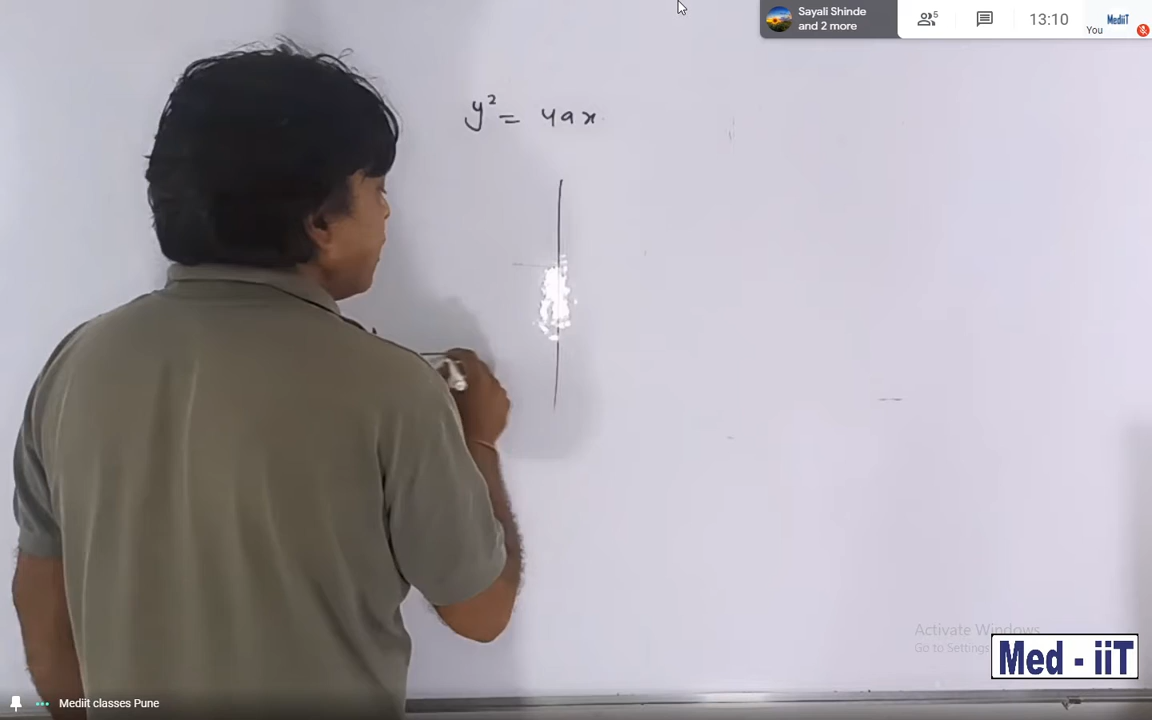 Sayali Shinde
and 2 more
5
13:10
MediiT
You
y² = 4ax
Activate Windows
Go to Settings
Med - iiT
Mediit classes Pune